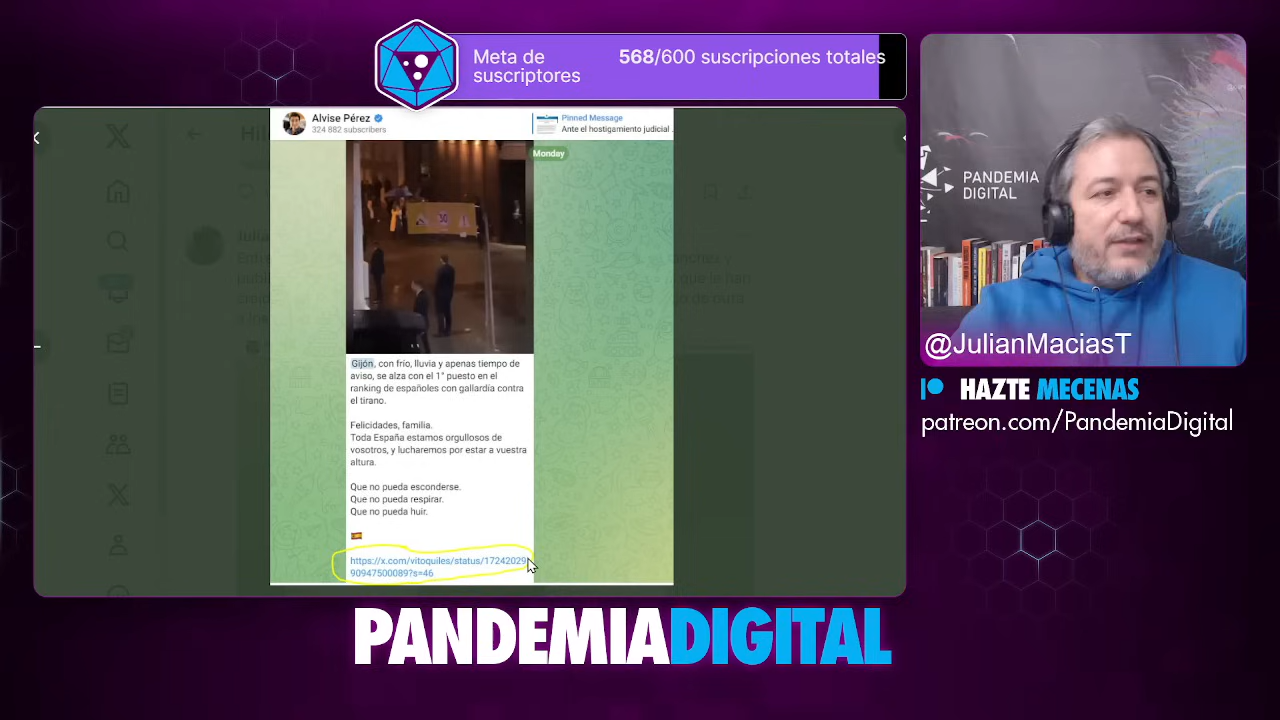 Meta de
suscriptores
568/600 suscripciones totales
Alvise Pérez
324 882 subscribers
Pinned Message
Ante el hostigamiento judicial .
Monday
30
Gijón, con frío, lluvia y apenas tiempo de
aviso, se alza con el 1° puesto en el
ranking de españoles con gallardía contra
el tirano.
Felicidades, familia.
Toda España estamos orgullosos de
vosotros, y lucharemos por estar a vuestra
altura.
Que no pueda esconderse.
Que no pueda respirar.
Que no pueda huir.
https://x.com/vitoquiles/status/17242029
90947500089?s=46
PANDEMIA
DIGITAL
@JulianMaciasT
HAZTE MECENAS
patreon.com/PandemiaDigital
PANDEMIADIGITAL